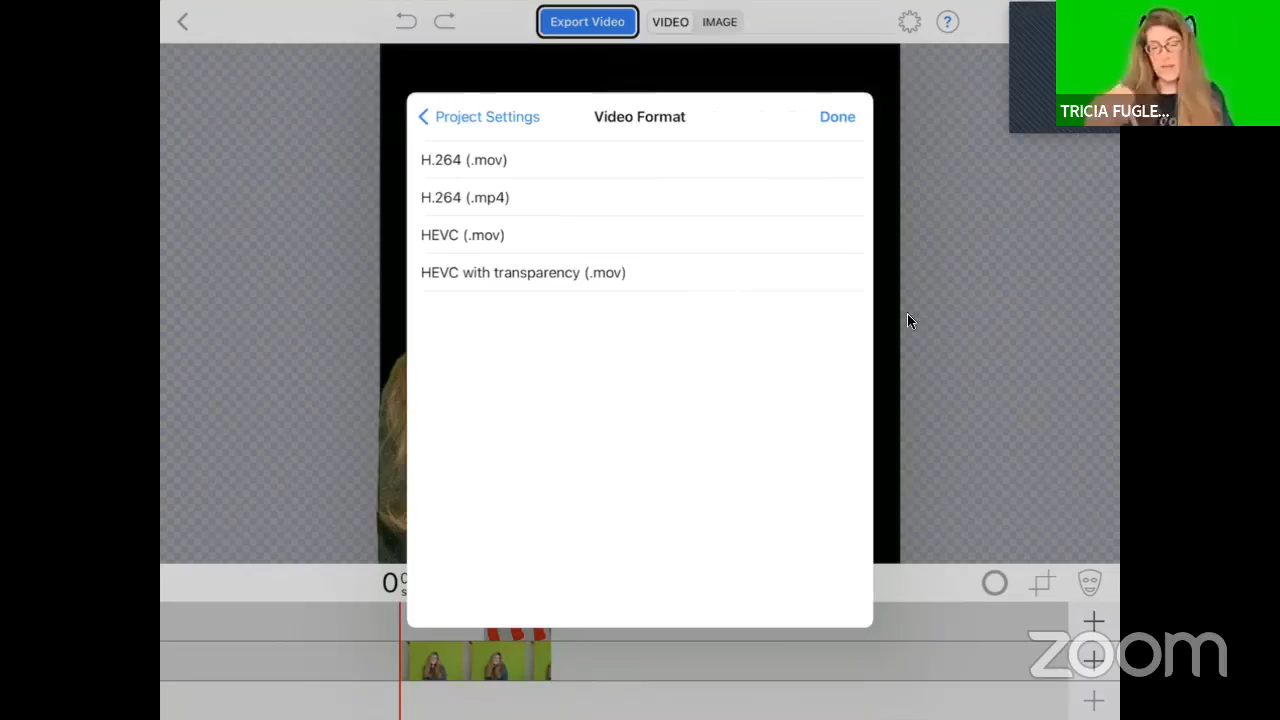 Export Video
VIDEO
IMAGE
?
TRICIA FUGLE...
Project Settings
Video Format
Done
H.264 (.mov)
H.264 (.mp4)
HEVC (.mov)
HEVC with transparency (.mov)
0
zoom